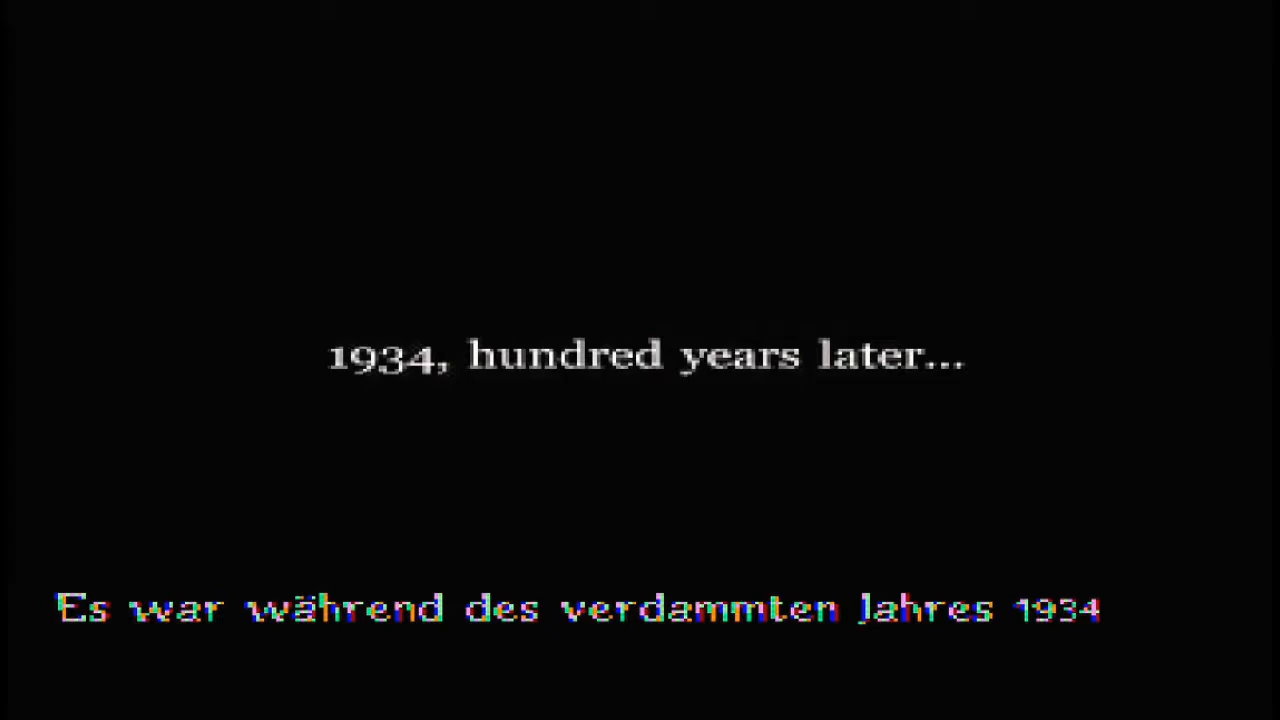 1934, hundred years later...
Es war während des verdammten Jahres 1934